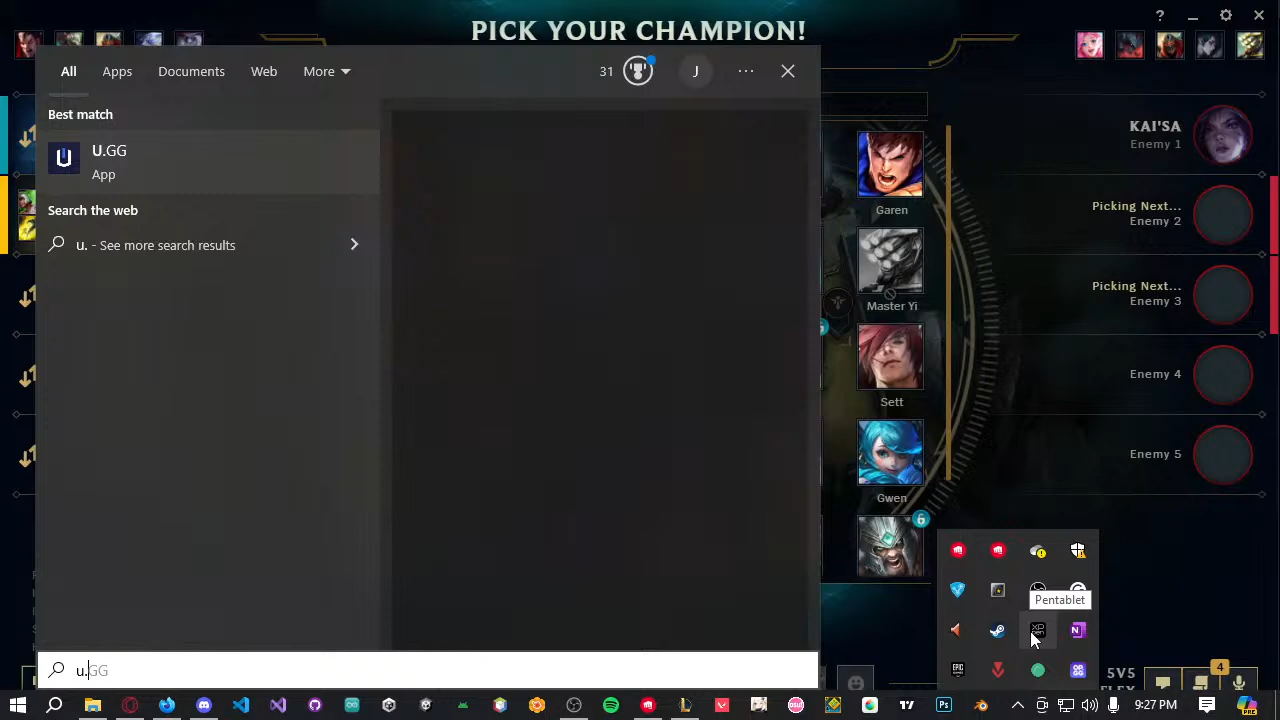 PICK YOUR CHAMPION!
?
All Apps Documents Web More 31 J ...
Best match
U.GG
App
Search the web
u. - See more search results
u.GG
Garen
Master Yi
Sett
Gwen
6
KAI'SA
Enemy 1
Picking Next...
Enemy 2
Picking Next...
Enemy 3
Enemy 4
Enemy 5
Pentablet
5V5
FLEX
4
9:27 PM